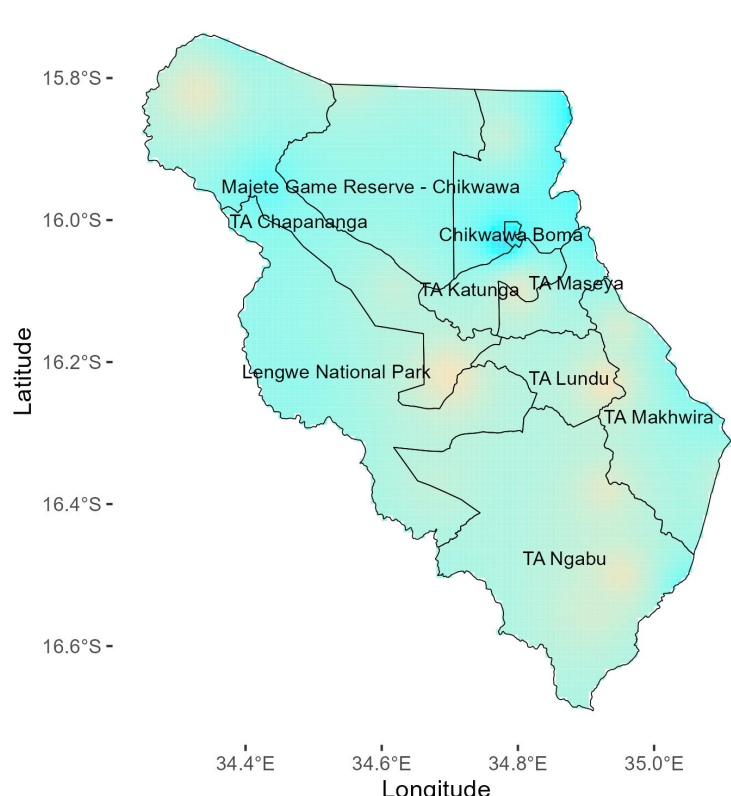 15.8°S
Majete Game Reserve - Chikwawa
16.0°S
TA Chapananga
Chikwawa Boma
TA Maseya
TA Katunga
16.2°S
Lengwe National Park
TA Lundu
TA Makhwira
16.4°S
TA Ngabu
16.6°S
34.4°E 34.6°E 34.8°E 35.0°E
Longitude
Latitude